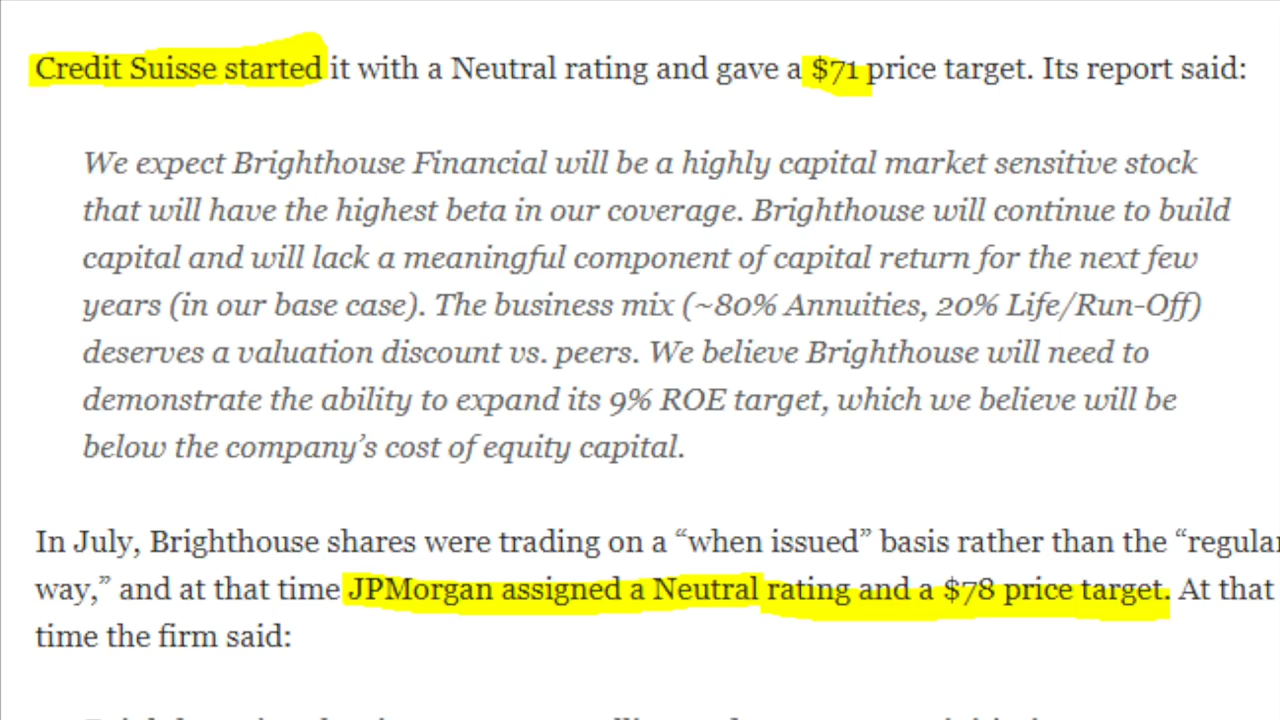 Credit Suisse started it with a Neutral rating and gave a $71 price target. Its report said:
We expect Brighthouse Financial will be a highly capital market sensitive stock
that will have the highest beta in our coverage. Brighthouse will continue to build
capital and will lack a meaningful component of capital return for the next few
years (in our base case). The business mix (~80% Annuities, 20% Life/Run-Off)
deserves a valuation discount vs. peers. We believe Brighthouse will need to
demonstrate the ability to expand its 9% ROE target, which we believe will be
below the company’s cost of equity capital.
In July, Brighthouse shares were trading on a “when issued” basis rather than the “regular
way,” and at that time JPMorgan assigned a Neutral rating and a $78 price target. At that
time the firm said: